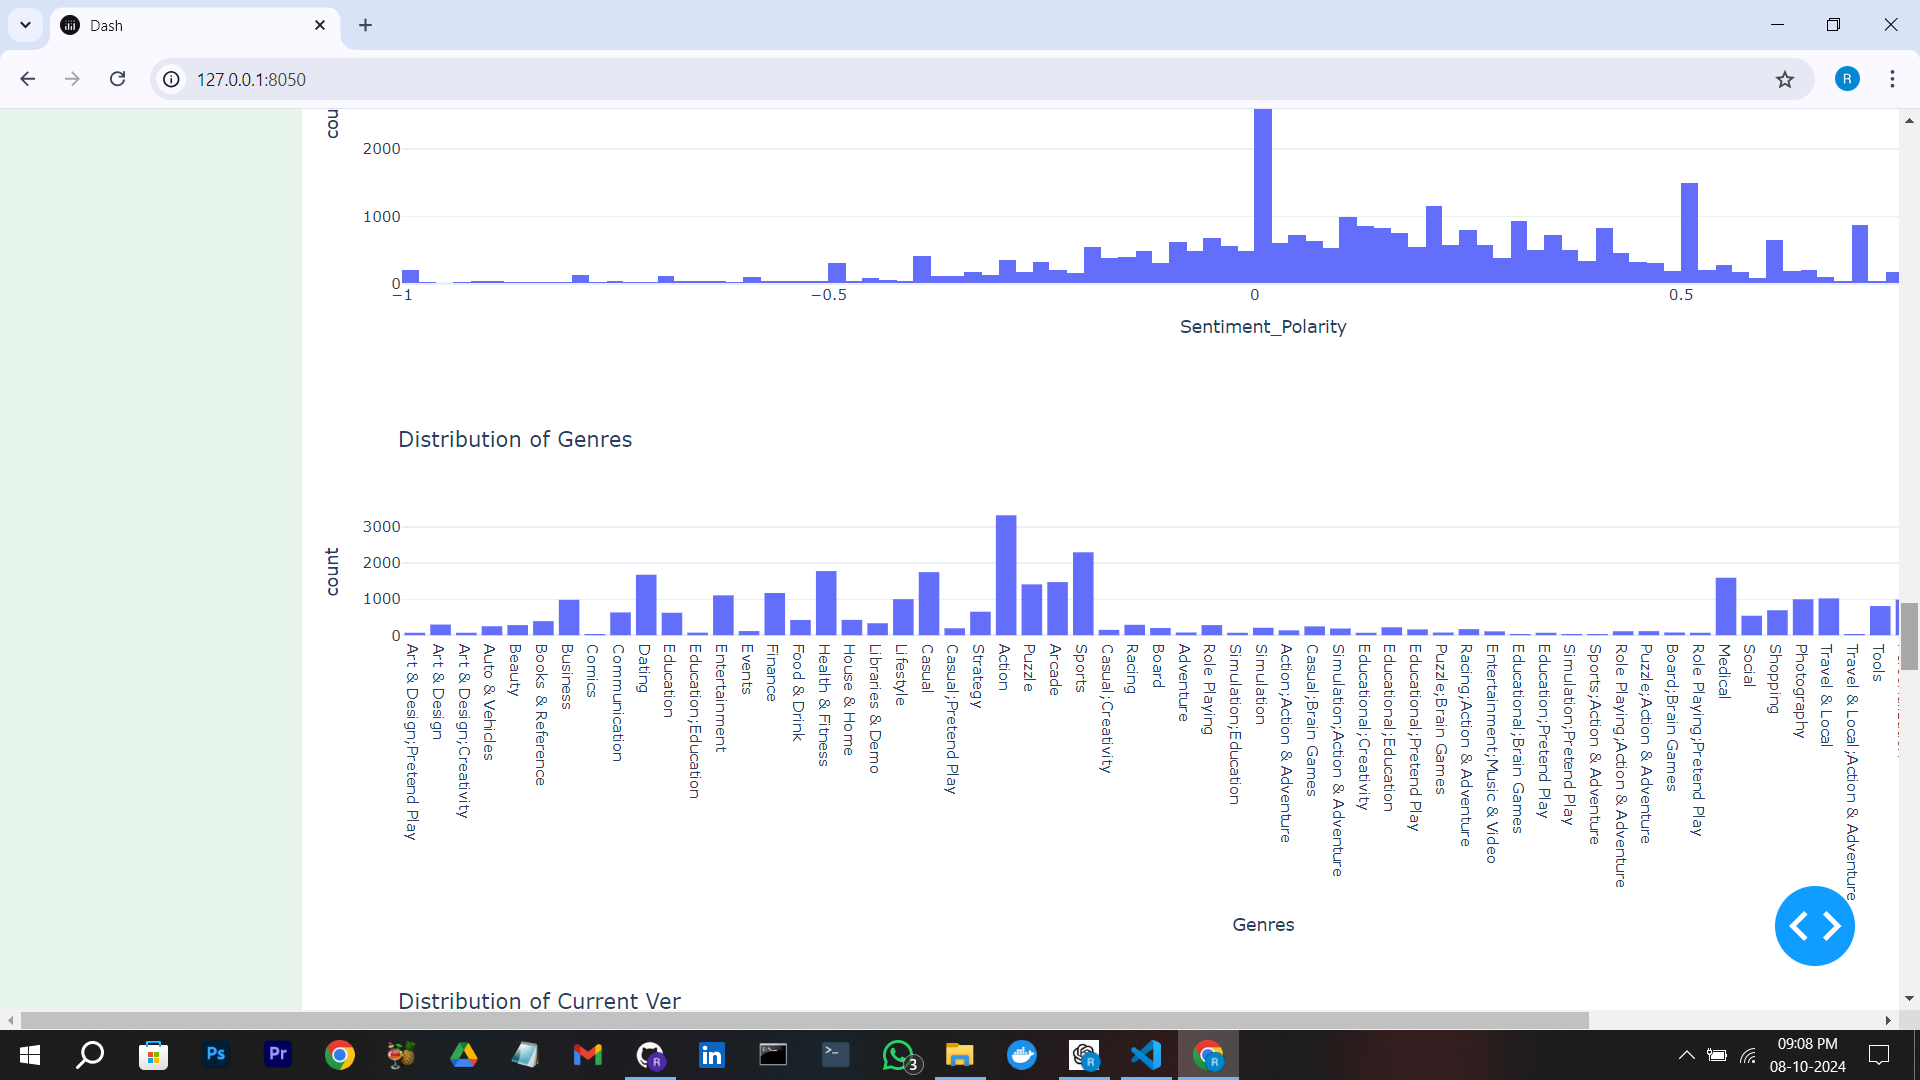 Dash
127.0.0.1:8050
R
cou
2000
1000
0
−1
−0.5
0
0.5
Sentiment_Polarity
Distribution of Genres
count
3000
2000
1000
0
Art & Design;Pretend Play
Art & Design
Art & Design;Creativity
Auto & Vehicles
Beauty
Books & Reference
Business
Comics
Communication
Dating
Education
Education;Education
Entertainment
Events
Finance
Food & Drink
Health & Fitness
House & Home
Libraries & Demo
Lifestyle
Casual
Casual;Pretend Play
Strategy
Action
Puzzle
Arcade
Sports
Casual;Creativity
Racing
Board
Adventure
Role Playing
Simulation;Education
Simulation
Action;Action & Adventure
Casual;Brain Games
Simulation;Action & Adventure
Educational;Creativity
Educational;Education
Educational;Pretend Play
Puzzle;Brain Games
Racing;Action & Adventure
Entertainment;Music & Video
Educational;Brain Games
Education;Pretend Play
Simulation;Pretend Play
Sports;Action & Adventure
Role Playing;Action & Adventure
Puzzle;Action & Adventure
Board;Brain Games
Role Playing;Pretend Play
Medical
Social
Shopping
Photography
Travel & Local
Travel & Local;Action & Adventure
Tools
Genres
Distribution of Current Ver
Ps
Pr
R
in
3
R
R
09:08 PM
08-10-2024